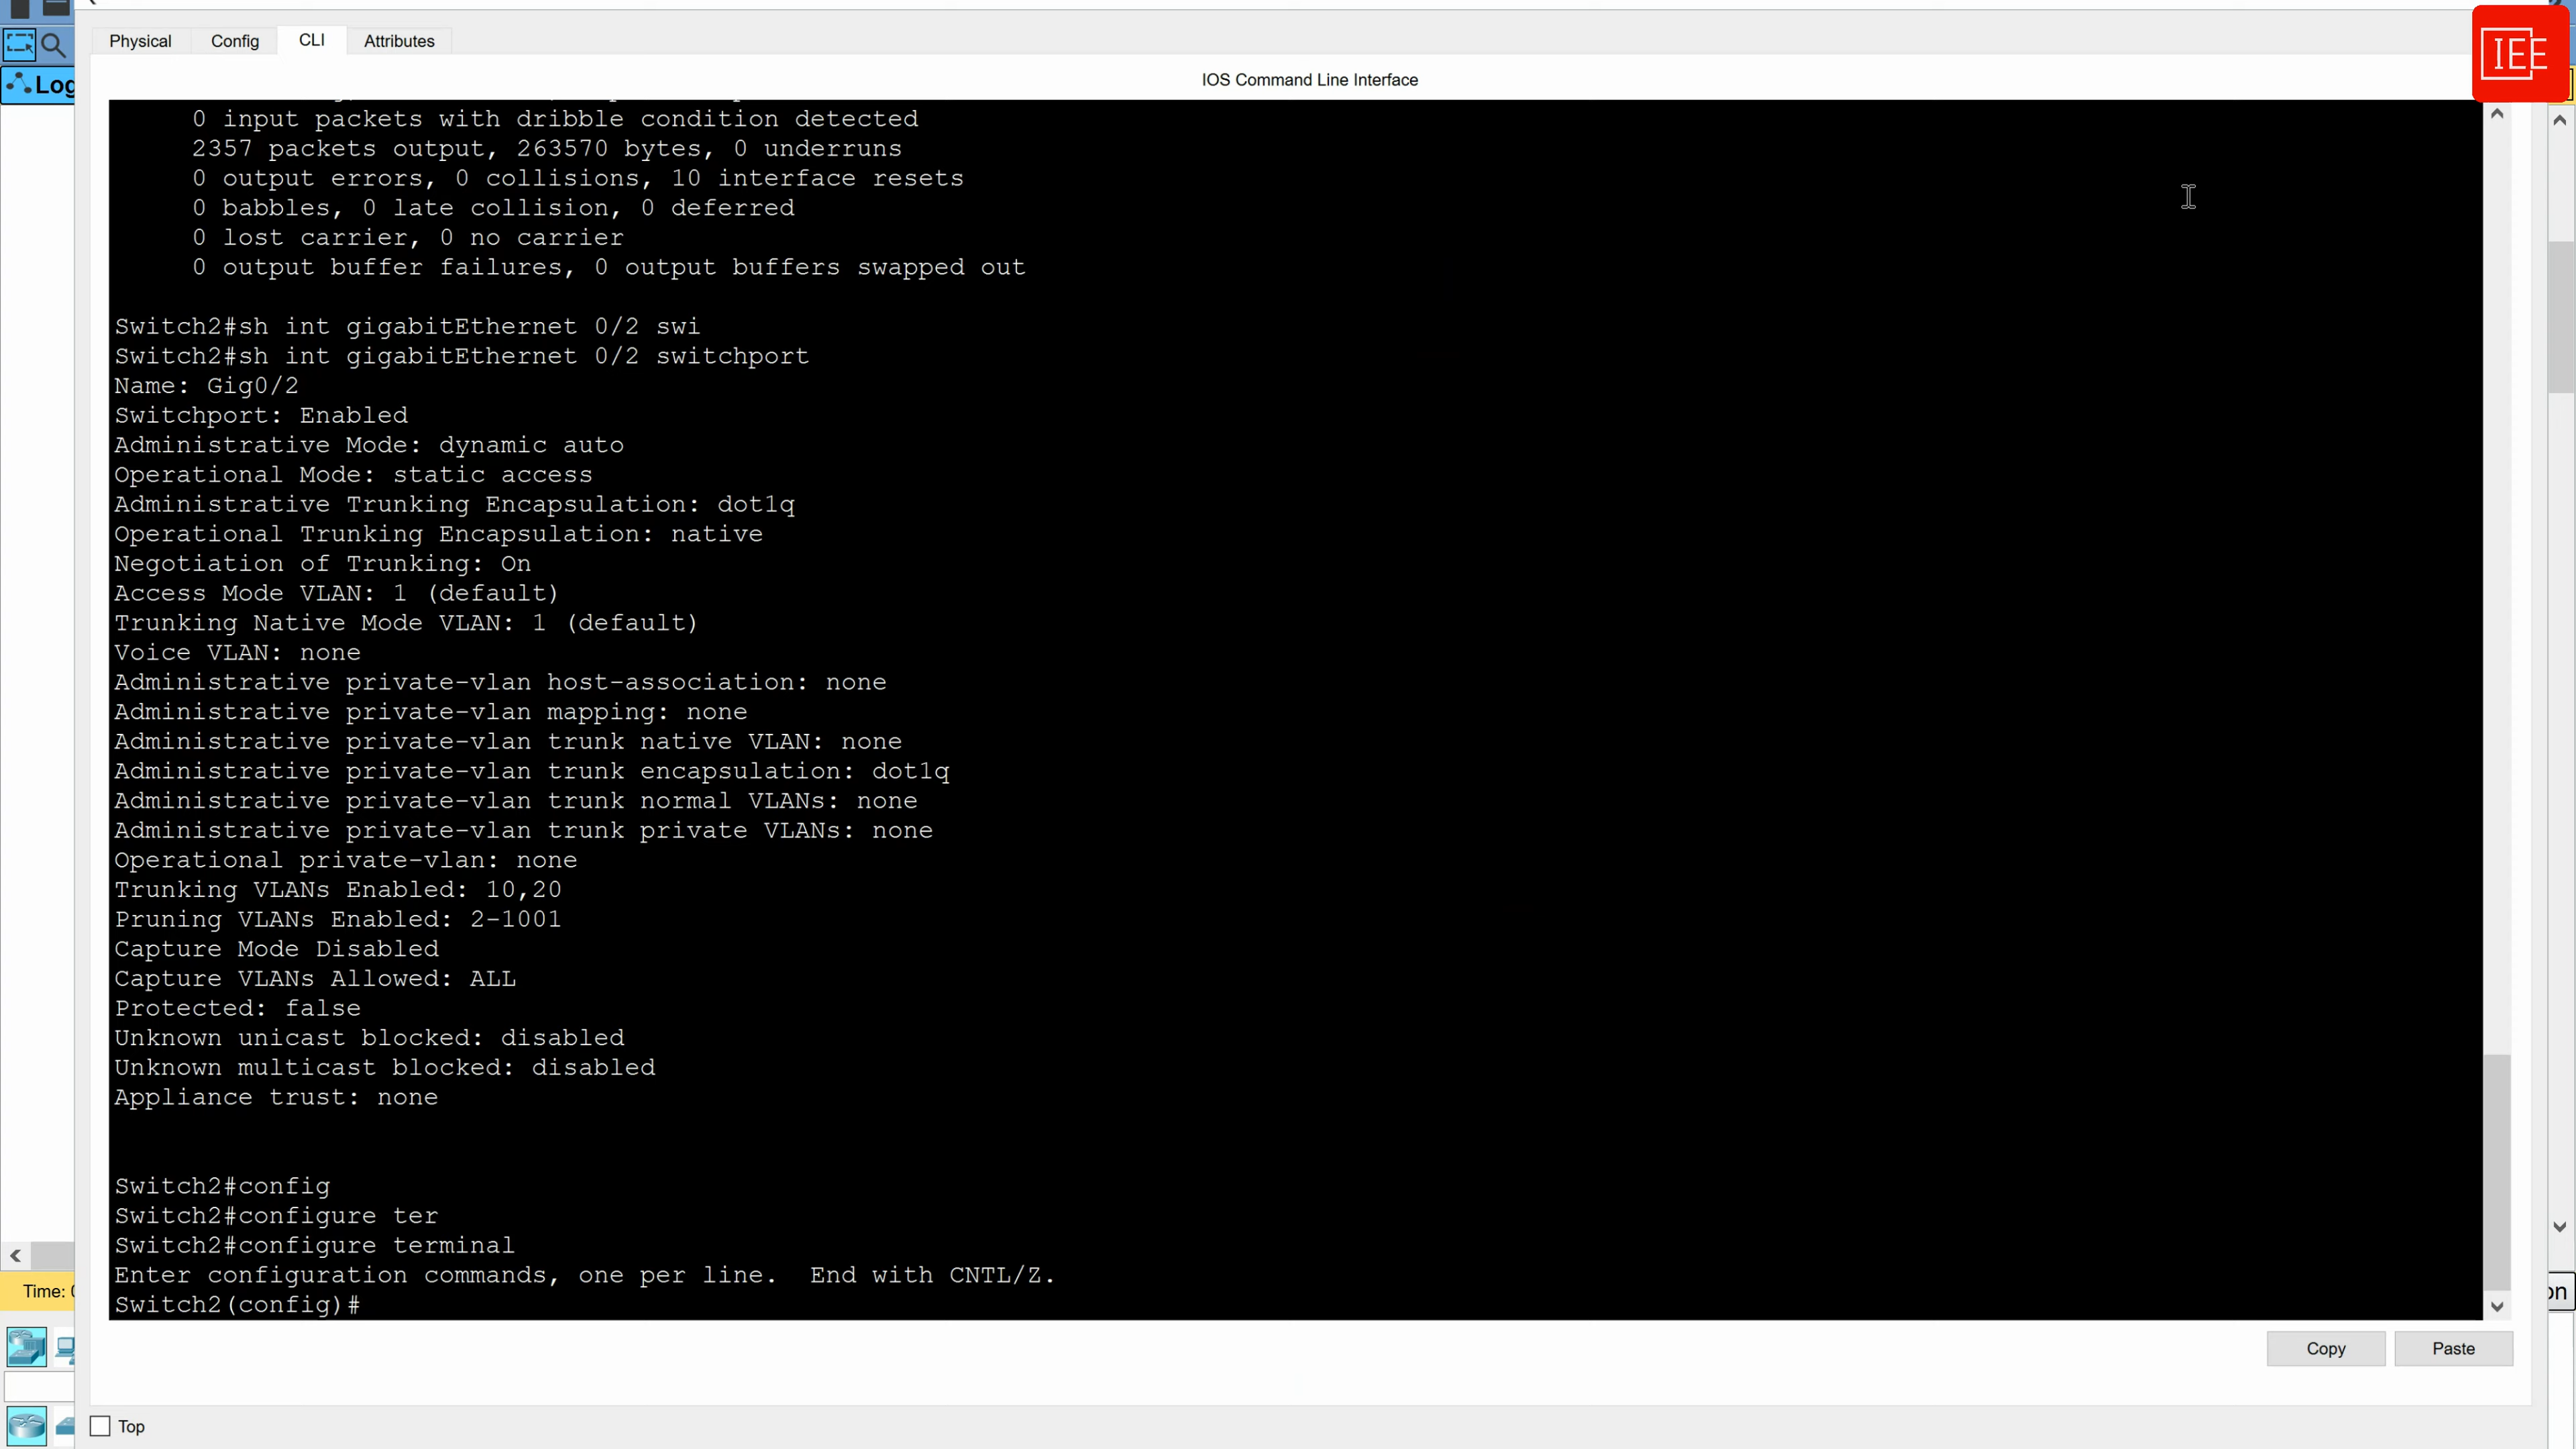 Physical
Config
CLI
Attributes
IEE
Log
IOS Command Line Interface
0 input packets with dribble condition detected
2357 packets output, 263570 bytes, 0 underruns
0 output errors, 0 collisions, 10 interface resets
0 babbles, 0 late collision, 0 deferred
0 lost carrier, 0 no carrier
0 output buffer failures, 0 output buffers swapped out
Switch2#sh int gigabitEthernet 0/2 swi
Switch2#sh int gigabitEthernet 0/2 switchport
Name: Gig0/2
Switchport: Enabled
Administrative Mode: dynamic auto
Operational Mode: static access
Administrative Trunking Encapsulation: dot1q
Operational Trunking Encapsulation: native
Negotiation of Trunking: On
Access Mode VLAN: 1 (default)
Trunking Native Mode VLAN: 1 (default)
Voice VLAN: none
Administrative private-vlan host-association: none
Administrative private-vlan mapping: none
Administrative private-vlan trunk native VLAN: none
Administrative private-vlan trunk encapsulation: dot1q
Administrative private-vlan trunk normal VLANs: none
Administrative private-vlan trunk private VLANs: none
Operational private-vlan: none
Trunking VLANs Enabled: 10,20
Pruning VLANs Enabled: 2-1001
Capture Mode Disabled
Capture VLANs Allowed: ALL
Protected: false
Unknown unicast blocked: disabled
Unknown multicast blocked: disabled
Appliance trust: none
Switch2#config
Switch2#configure ter
Switch2#configure terminal
Enter configuration commands, one per line.  End with CNTL/Z.
Switch2(config)#
Time:
on
Copy
Paste
Top